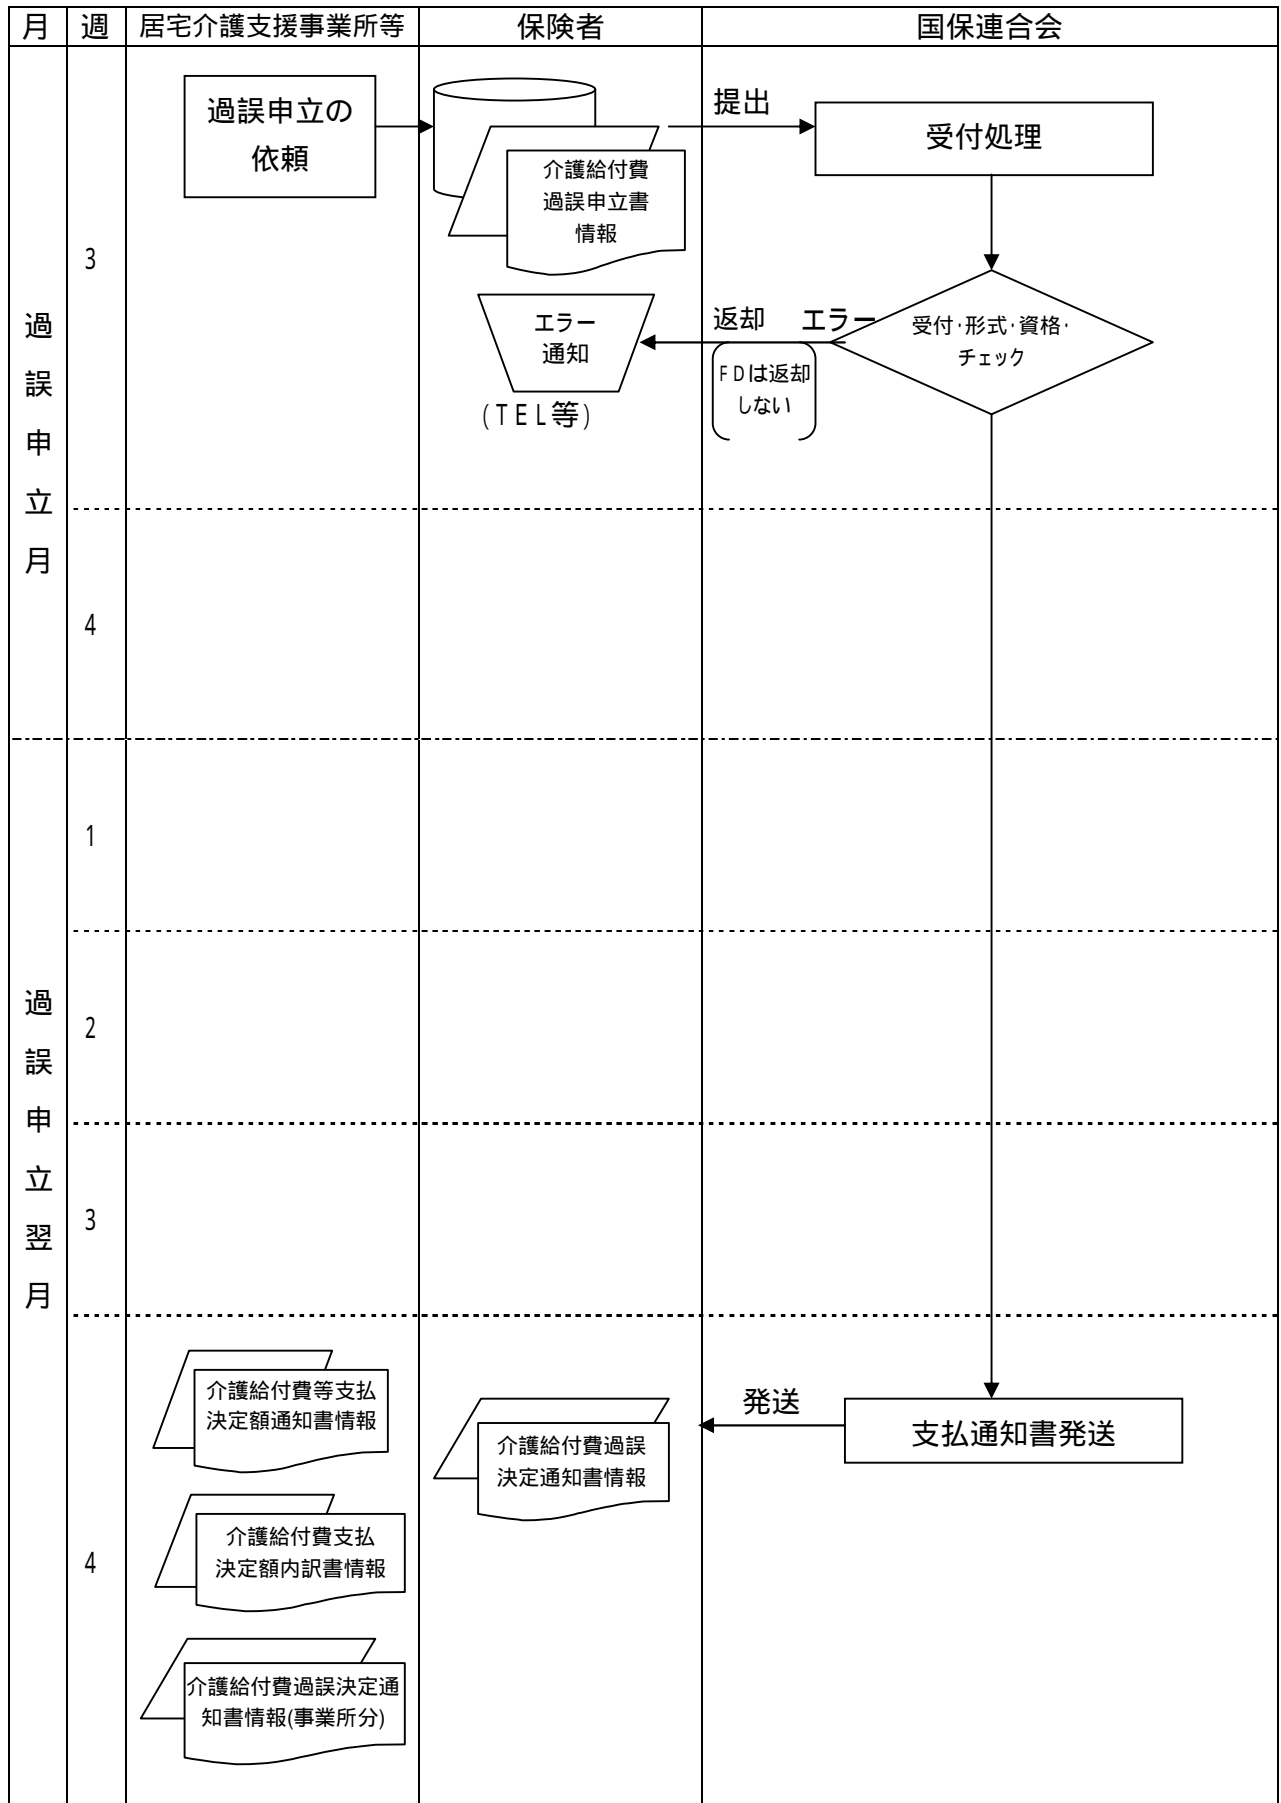 月 週 居宅介護支援事業所等 保険者 国保連合会
過誤申立月
3
過誤申立の
依頼
介護給付費
過誤申立書
情報
提出
受付処理
受付・形式・資格・
チェック
エラー
返却
FDは返却
しない
エラー
通知
(TEL等)
4
過誤申立翌月
1
2
3
4
支払通知書発送
発送
介護給付費過誤
決定通知書情報
介護給付費等支払
決定額通知書情報
介護給付費支払
決定額内訳書情報
介護給付費過誤決定通
知書情報(事業所分)